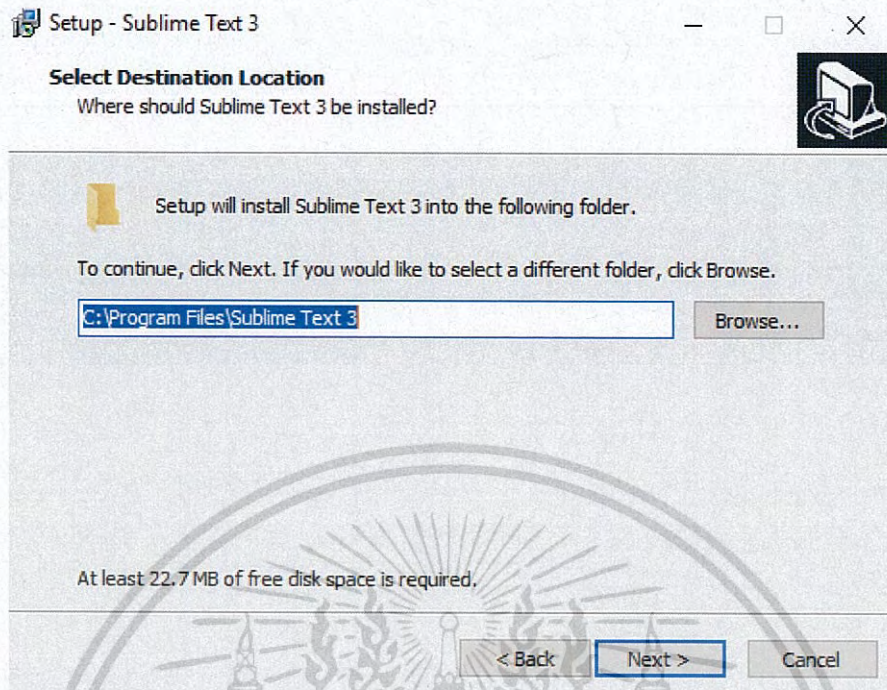 Setup - Sublime Text 3
Select Destination Location
Where should Sublime Text 3 be installed?
Setup will install Sublime Text 3 into the following folder.
To continue, click Next. If you would like to select a different folder, click Browse.
C:\Program Files\Sublime Text 3
Browse...
At least 22.7 MB of free disk space is required.
< Back
Next >
Cancel